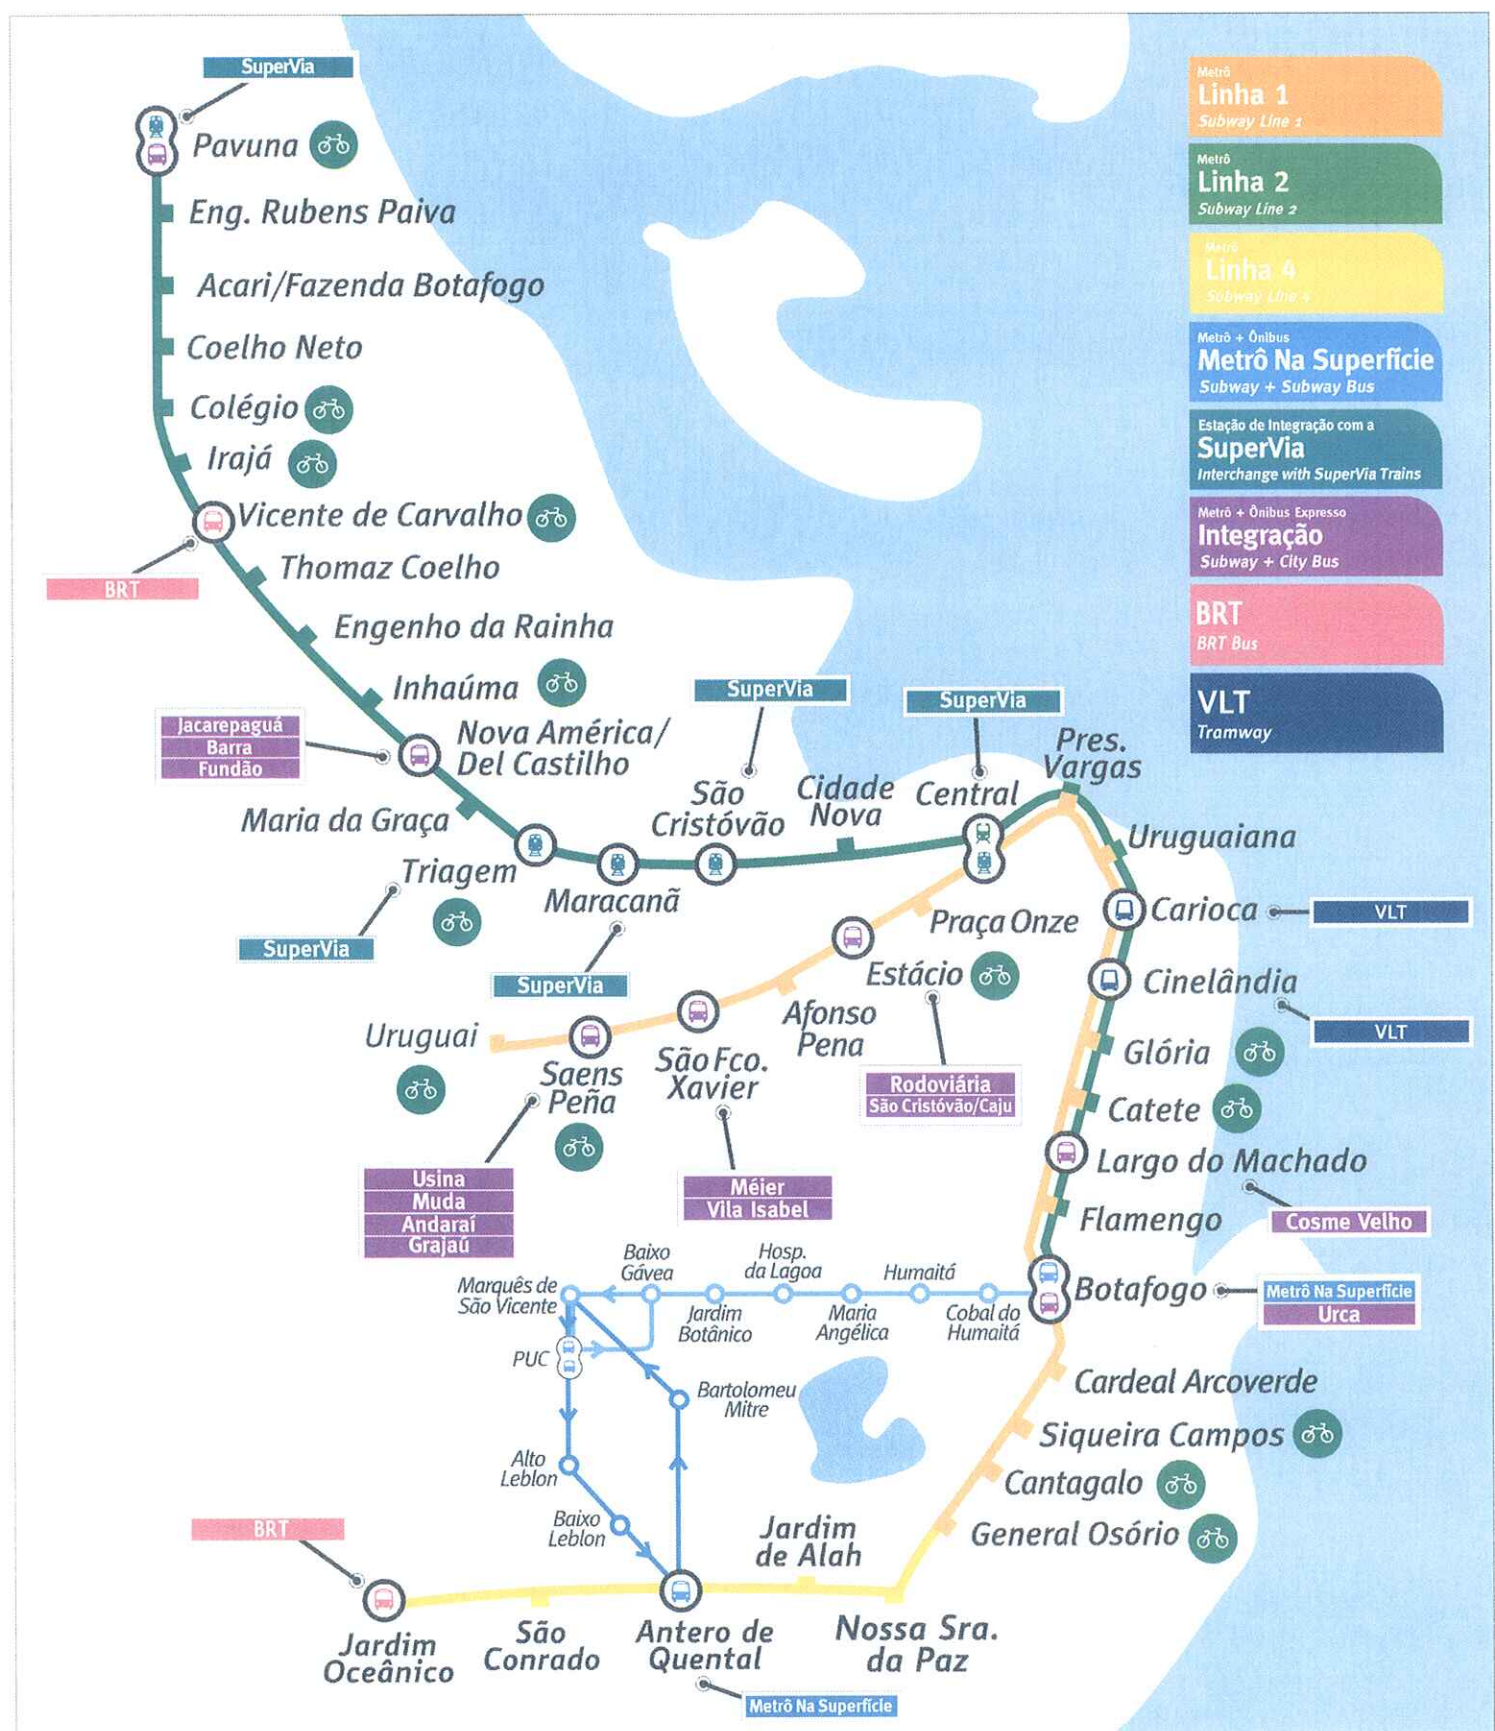 SuperVia
Pavuna
Eng. Rubens Paiva
Acari/Fazenda Botafogo
Coelho Neto
Colégio
Irajá
Vicente de Carvalho
BRT
Thomaz Coelho
Engenho da Rainha
Inhaúma
Jacarepaguá
Barra
Fundão
Nova América/
Del Castilho
Maria da Graça
Triagem
SuperVia
Maracanã
SuperVia
SuperVia
São
Cristóvão
Cidade
Nova
SuperVia
Central
Pres.
Vargas
Uruguaiana
Carioca
VLT
Cinelândia
VLT
Glória
Catete
Largo do Machado
Cosme Velho
Flamengo
Botafogo
Metrô Na Superfície
Urca
Praça Onze
Estácio
Rodoviária
São Cristóvão/Caju
Afonso
Pena
São Fco.
Xavier
Méier
Vila Isabel
Saens
Peña
Usina
Muda
Andaraí
Grajaú
Uruguai
Marquês de
São Vicente
Baixo
Gávea
Jardim
Botânico
Hosp.
da Lagoa
Maria
Angélica
Humaitá
Cobal do
Humaitá
PUC
Bartolomeu
Mitre
Alto
Leblon
Baixo
Leblon
Cardeal Arcoverde
Siqueira Campos
Cantagalo
General Osório
Nossa Sra.
da Paz
Jardim
de Alah
Antero de
Quental
Metrô Na Superfície
São
Conrado
Jardim
Oceânico
BRT
Metrô
Linha 1
Subway Line 1
Metrô
Linha 2
Subway Line 2
Metrô
Linha 4
Subway Line 4
Metrô + Ônibus
Metrô Na Superfície
Subway + Subway Bus
Estação de Integração com a
SuperVia
Interchange with SuperVia Trains
Metrô + Ônibus Expresso
Integração
Subway + City Bus
BRT
BRT Bus
VLT
Tramway